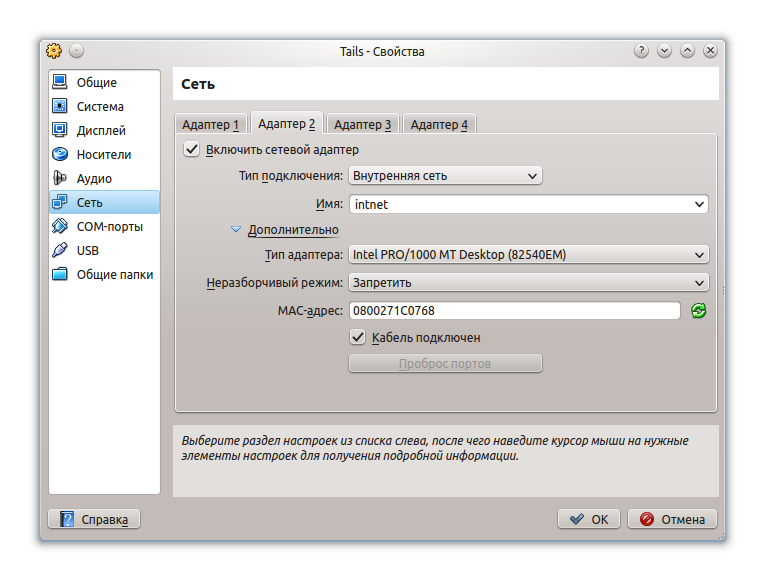 Tails - Свойства
Общие
Система
Дисплей
Носители
Аудио
Сеть
COM-порты
USB
Общие папки
Сеть
Адаптер 1 Адаптер 2 Адаптер 3 Адаптер 4
Включить сетевой адаптер
Тип подключения: Внутренняя сеть
Имя: intnet
Дополнительно
Тип адаптера: Intel PRO/1000 MT Desktop (82540EM)
Неразборчивый режим: Запретить
MAC-адрес: 0800271C0768
Кабель подключен
Проброс портов
Выберите раздел настроек из списка слева, после чего наведите курсор мыши на нужные
элементы настроек для получения подробной информации.
Справка OK Отмена